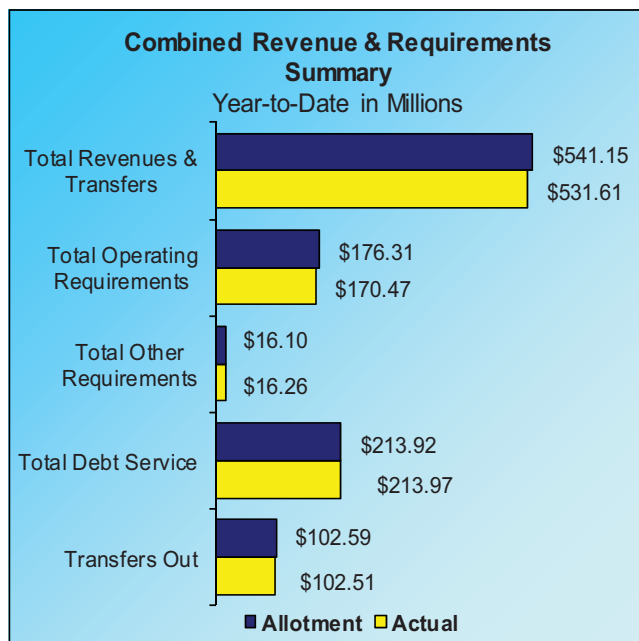 Combined Revenue & Requirements
Summary
Year-to-Date in Millions
Total Revenues &
Transfers
$541.15
$531.61
Total Operating
Requirements
$176.31
$170.47
Total Other
Requirements
$16.10
$16.26
Total Debt Service
$213.92
$213.97
Transfers Out
$102.59
$102.51
Allotment
Actual